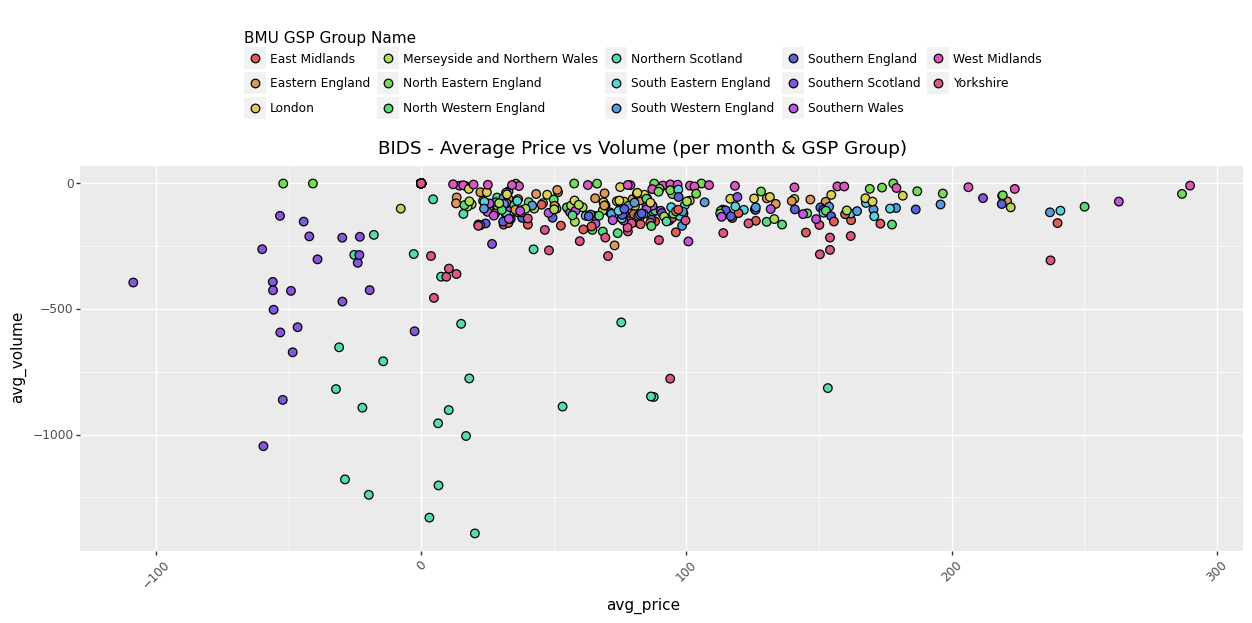 BMU GSP Group Name
East Midlands Merseyside and Northern Wales Northern Scotland Southern England West Midlands
Eastern England North Eastern England South Eastern England Southern Scotland Yorkshire
London North Western England South Western England Southern Wales
BIDS - Average Price vs Volume (per month & GSP Group)
0
−500
−1000
avg_volume
−100 0 100 200 300
avg_price